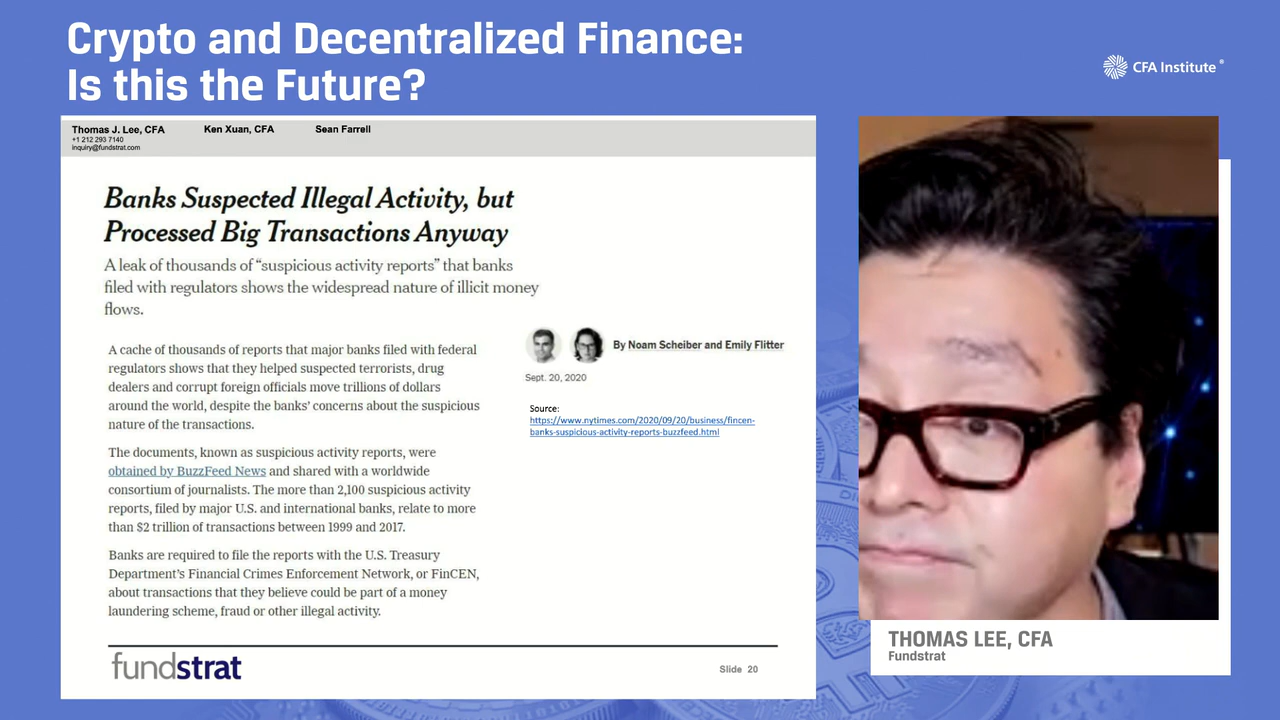 Crypto and Decentralized Finance:
Is this the Future?
CFA Institute®
Thomas J. Lee, CFA
Ken Xuan, CFA
Sean Farrell
+1 212 293 7140
inquiry@fundstrat.com
Banks Suspected Illegal Activity, but
Processed Big Transactions Anyway
A leak of thousands of “suspicious activity reports” that banks
filed with regulators shows the widespread nature of illicit money
flows.
By Noam Scheiber and Emily Flitter
Sept. 20, 2020
Source:
https://www.nytimes.com/2020/09/20/business/fincen-
banks-suspicious-activity-reports-buzzfeed.html
A cache of thousands of reports that major banks filed with federal
regulators shows that they helped suspected terrorists, drug
dealers and corrupt foreign officials move trillions of dollars
around the world, despite the banks’ concerns about the suspicious
nature of the transactions.
The documents, known as suspicious activity reports, were
obtained by BuzzFeed News and shared with a worldwide
consortium of journalists. The more than 2,100 suspicious activity
reports, filed by major U.S. and international banks, relate to more
than $2 trillion of transactions between 1999 and 2017.
Banks are required to file the reports with the U.S. Treasury
Department’s Financial Crimes Enforcement Network, or FinCEN,
about transactions that they believe could be part of a money
laundering scheme, fraud or other illegal activity.
fundstrat
Slide 20
THOMAS LEE, CFA
Fundstrat